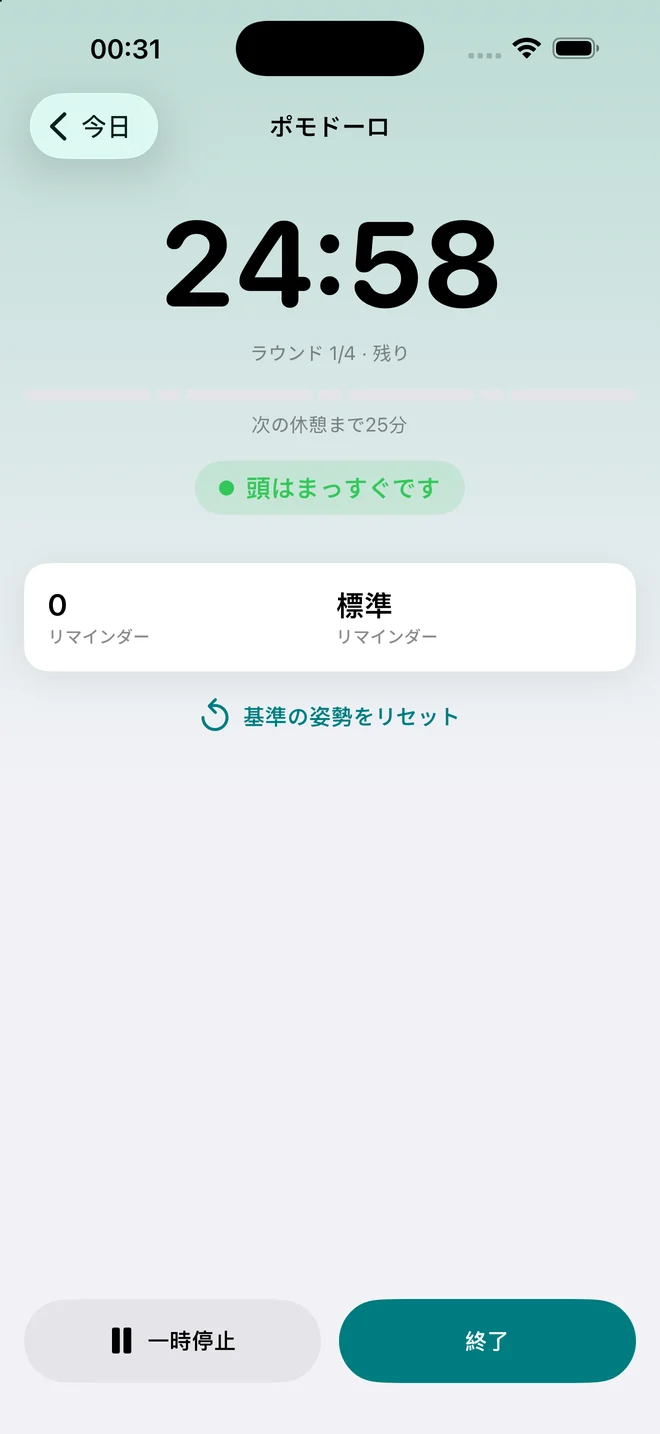 00:31
今日
ポモドーロ
24:58
ラウンド 1/4 · 残り
次の休憩まで25分
頭はまっすぐです
0
リマインダー
標準
リマインダー
基準の姿勢をリセット
一時停止
終了